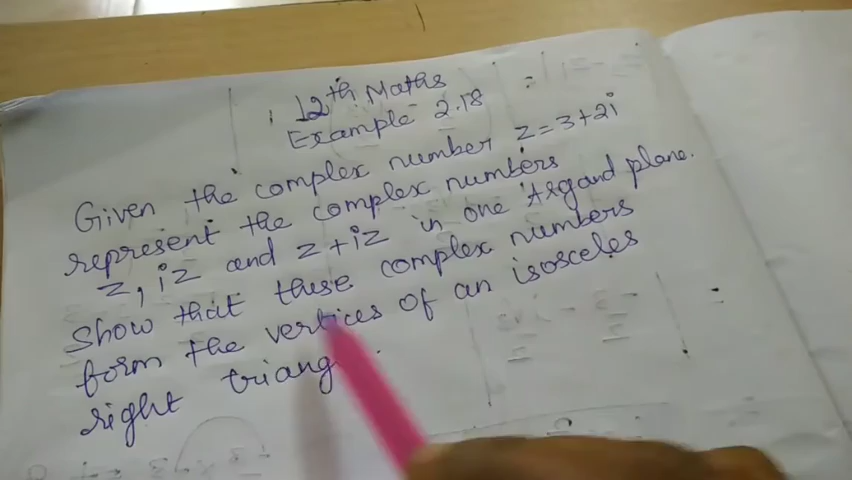 12th Maths
Example 2.18
Given the complex number z=3+2i
represent the complex numbers
z, iz and z+iz in one Argand plane.
Show that these complex numbers
form the vertices of an isosceles
right triang